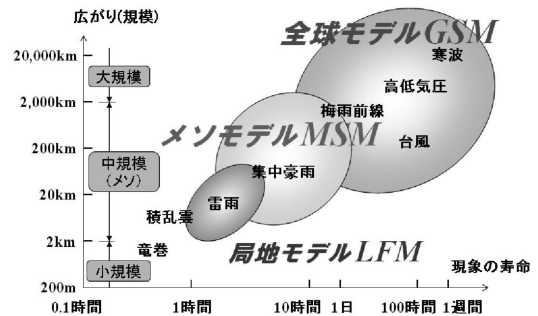 広がり(規模)
全球モデルGSM
20,000km
寒波
大規模
高低気圧
2,000km
梅雨前線
メソモデルMSM
台風
200km
中規模
(メソ)
集中豪雨
20km
雷雨
積乱雲
2km
竜巻
局地モデルLFM
小規模
現象の寿命
200m
0.1時間 1時間 10時間 1日 100時間 1週間